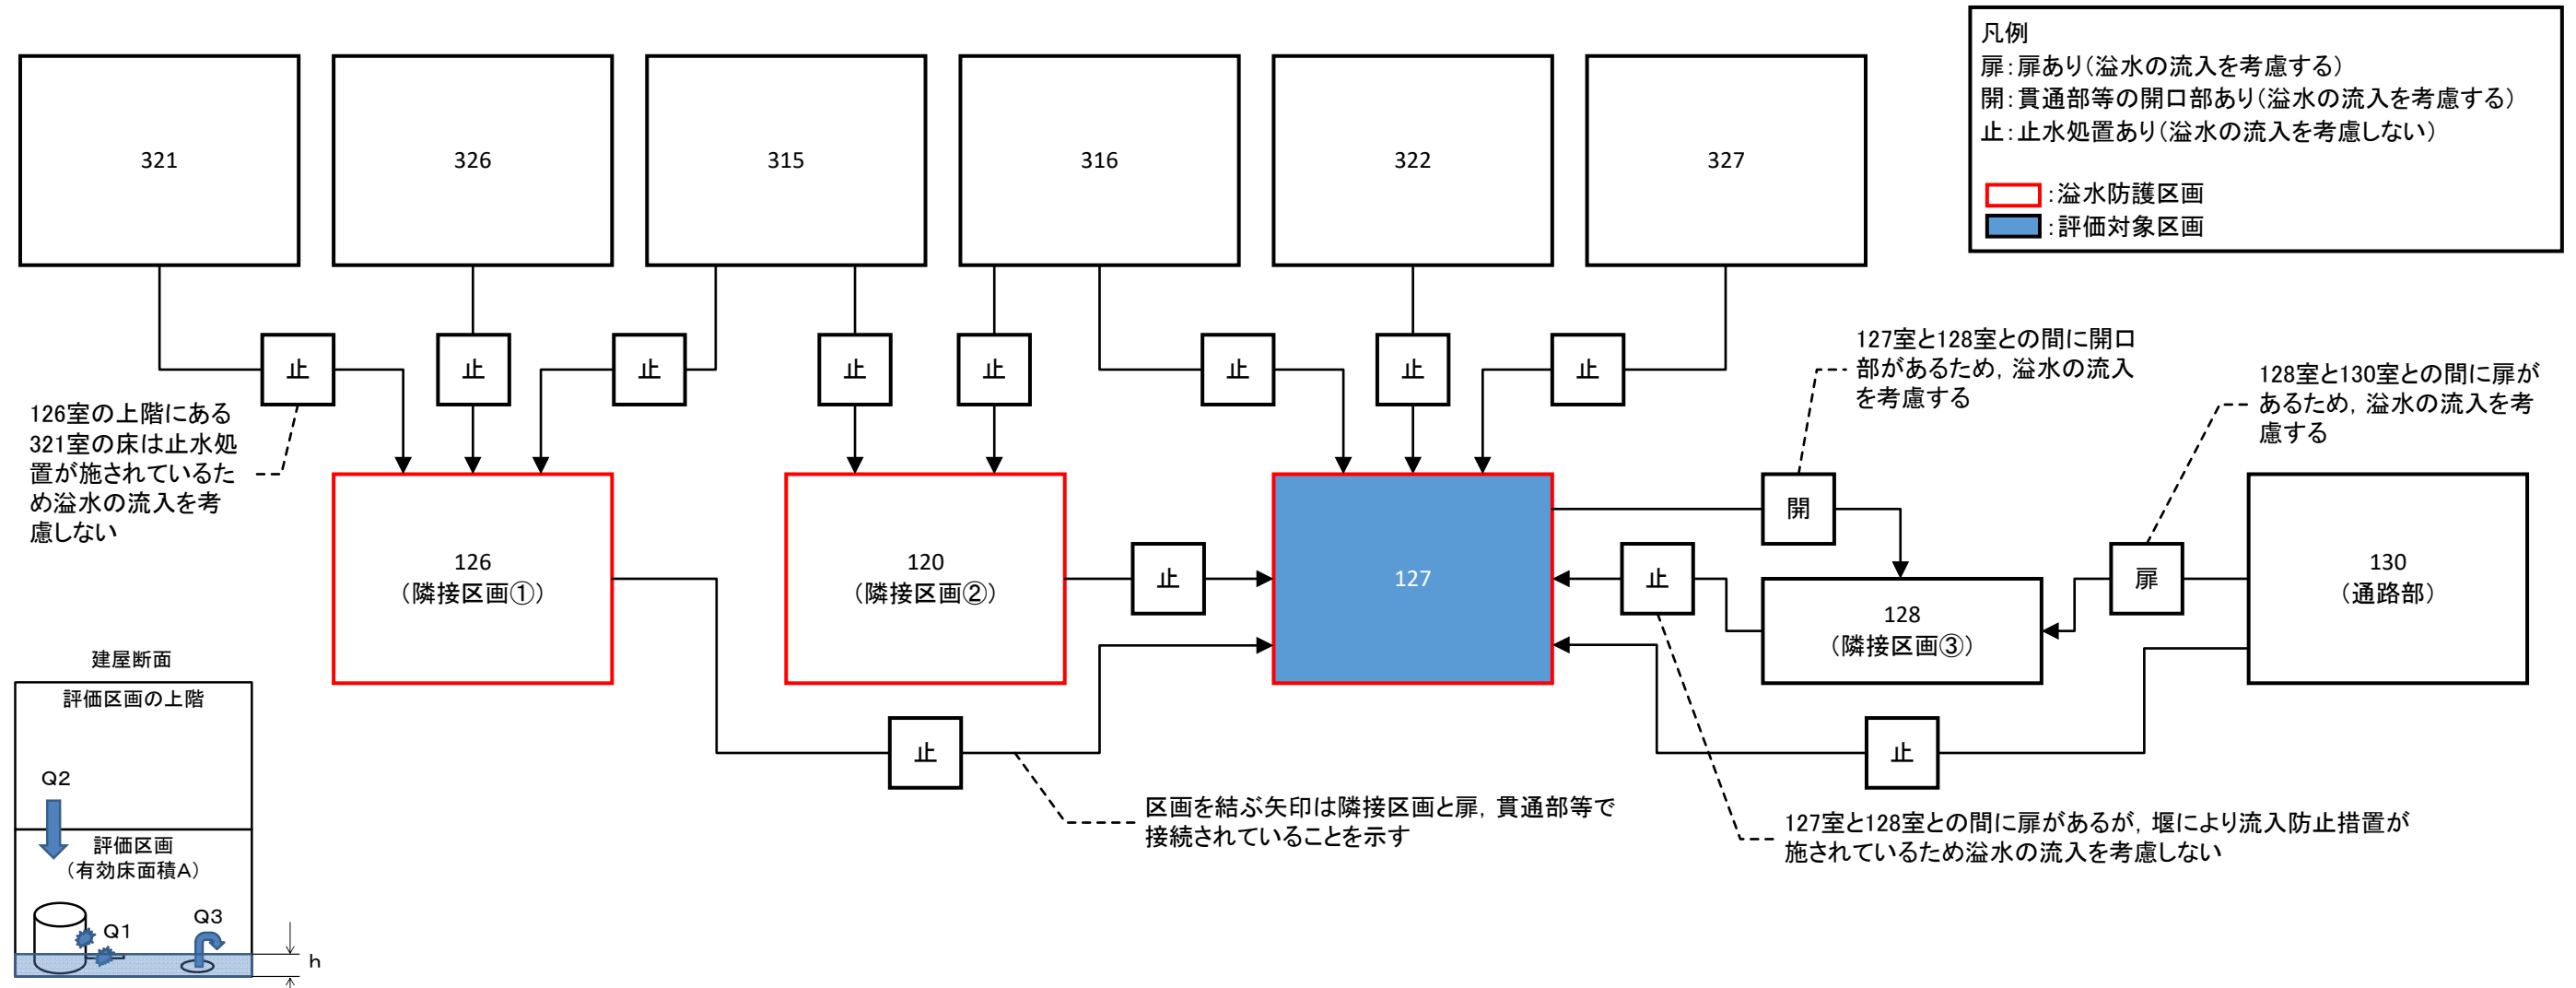 凡例
扉：扉あり（溢水の流入を考慮する）
開：貫通部等の開口部あり（溢水の流入を考慮する）
止：止水処置あり（溢水の流入を考慮しない）
：溢水防護区画
：評価対象区画
321
326
315
316
322
327
止
止
止
止
止
止
止
止
127室と128室との間に開口
部があるため，溢水の流入
を考慮する
128室と130室との間に扉が
あるため，溢水の流入を考
慮する
126室の上階にある
321室の床は止水処
置が施されているた
め溢水の流入を考
慮しない
126
（隣接区画①）
120
（隣接区画②）
止
127
開
止
128
（隣接区画③）
扉
130
（通路部）
止
止
区画を結ぶ矢印は隣接区画と扉，貫通部等で
接続されていることを示す
127室と128室との間に扉があるが，堰により流入防止措置が
施されているため溢水の流入を考慮しない
建屋断面
評価区画の上階
Q2
評価区画
（有効床面積A）
Q1
Q3
h